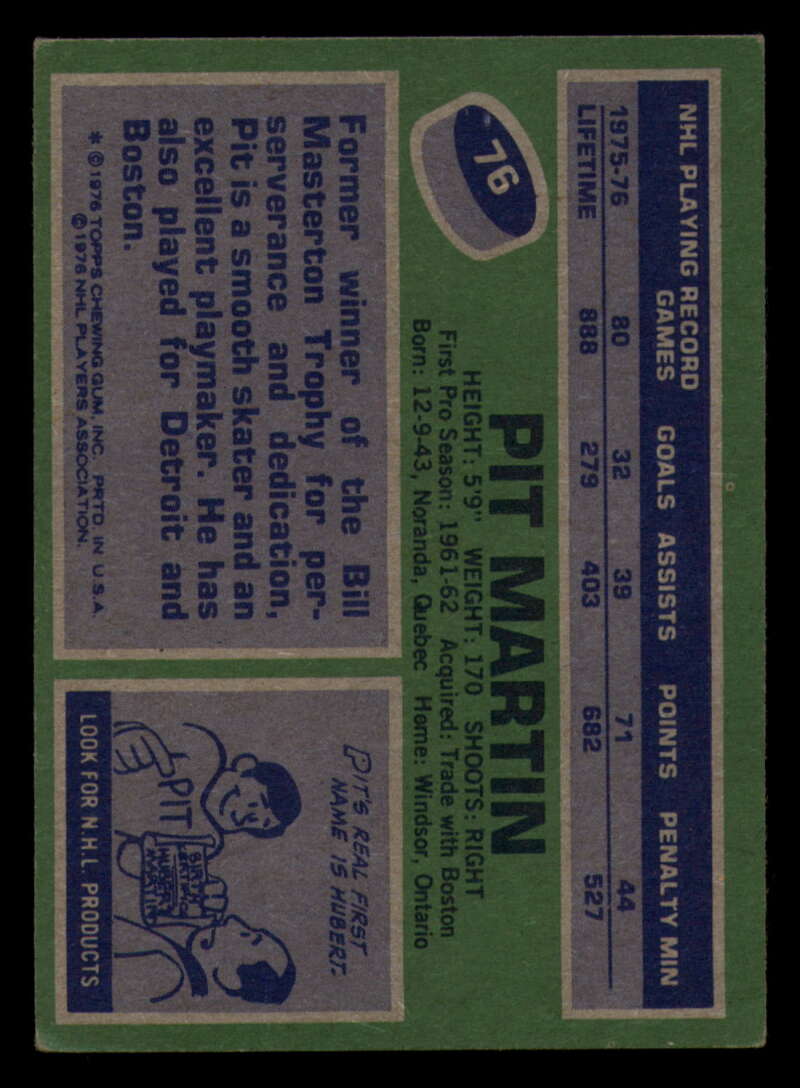 NHL PLAYING RECORD
GAMES GOALS ASSISTS POINTS PENALTY MIN
1975-76 80 32 39 71 44
LIFETIME 888 279 403 682 527
76
PIT MARTIN
HEIGHT: 5'9" WEIGHT: 170 SHOOTS: RIGHT
First Pro Season: 1961-62 Acquired: Trade with Boston
Born: 12-9-43, Noranda, Quebec Home: Windsor, Ontario
Former winner of the Bill
Masterton Trophy for per-
serverance and dedication,
Pit is a smooth skater and an
excellent playmaker. He has
also played for Detroit and
Boston.
* © 1976 TOPPS CHEWING GUM, INC. PRTD. IN U.S.A.
© 1976 NHL PLAYERS ASSOCIATION.
PIT'S REAL FIRST
NAME IS HUBERT.
PIT
BIRTH
HUBERT
MARTIN
LOOK FOR N.H.L. PRODUCTS